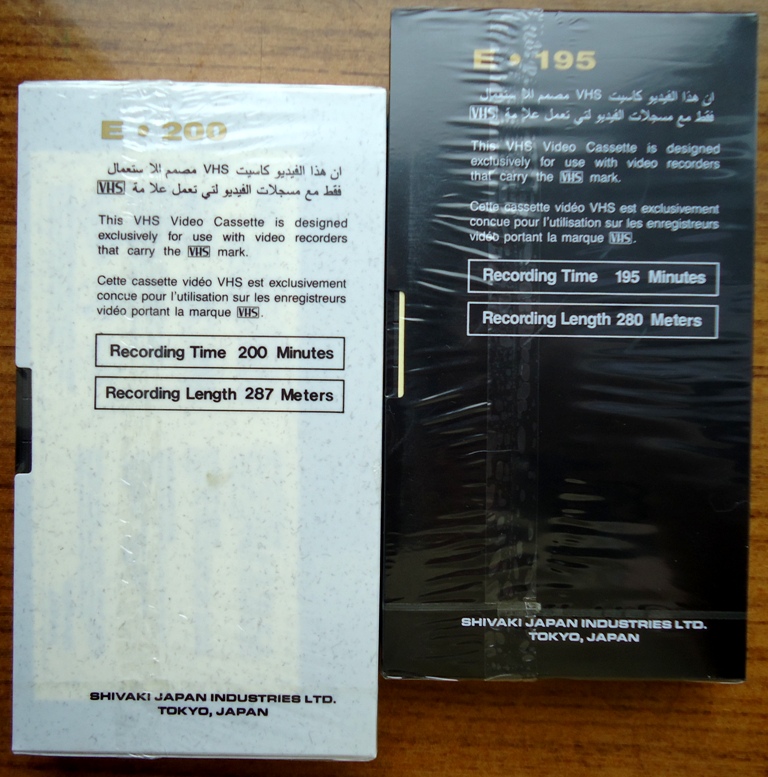 E • 200
ان هذا الفيديو كاسيت VHS مصمم للا ستعمال
فقط مع مسجلات الفيديو لتي تعمل علا مة VHS
This VHS Video Cassette is designed
exclusively for use with video recorders
that carry the VHS mark.
Cette cassette vidéo VHS est exclusivement
concue pour l'utilisation sur les enregistreurs
vidéo portant la marque VHS.
Recording Time 200 Minutes
Recording Length 287 Meters
SHIVAKI JAPAN INDUSTRIES LTD.
TOKYO, JAPAN
E • 195
ان هذا الفيديو كاسيت VHS مصمم للا ستعمال
فقط مع مسجلات الفيديو لتي تعمل علا مة VHS
This VHS Video Cassette is designed
exclusively for use with video recorders
that carry the VHS mark.
Cette cassette vidéo VHS est exclusivement
concue pour l'utilisation sur les enregistreurs
vidéo portant la marque VHS.
Recording Time 195 Minutes
Recording Length 280 Meters
SHIVAKI JAPAN INDUSTRIES LTD.
TOKYO, JAPAN